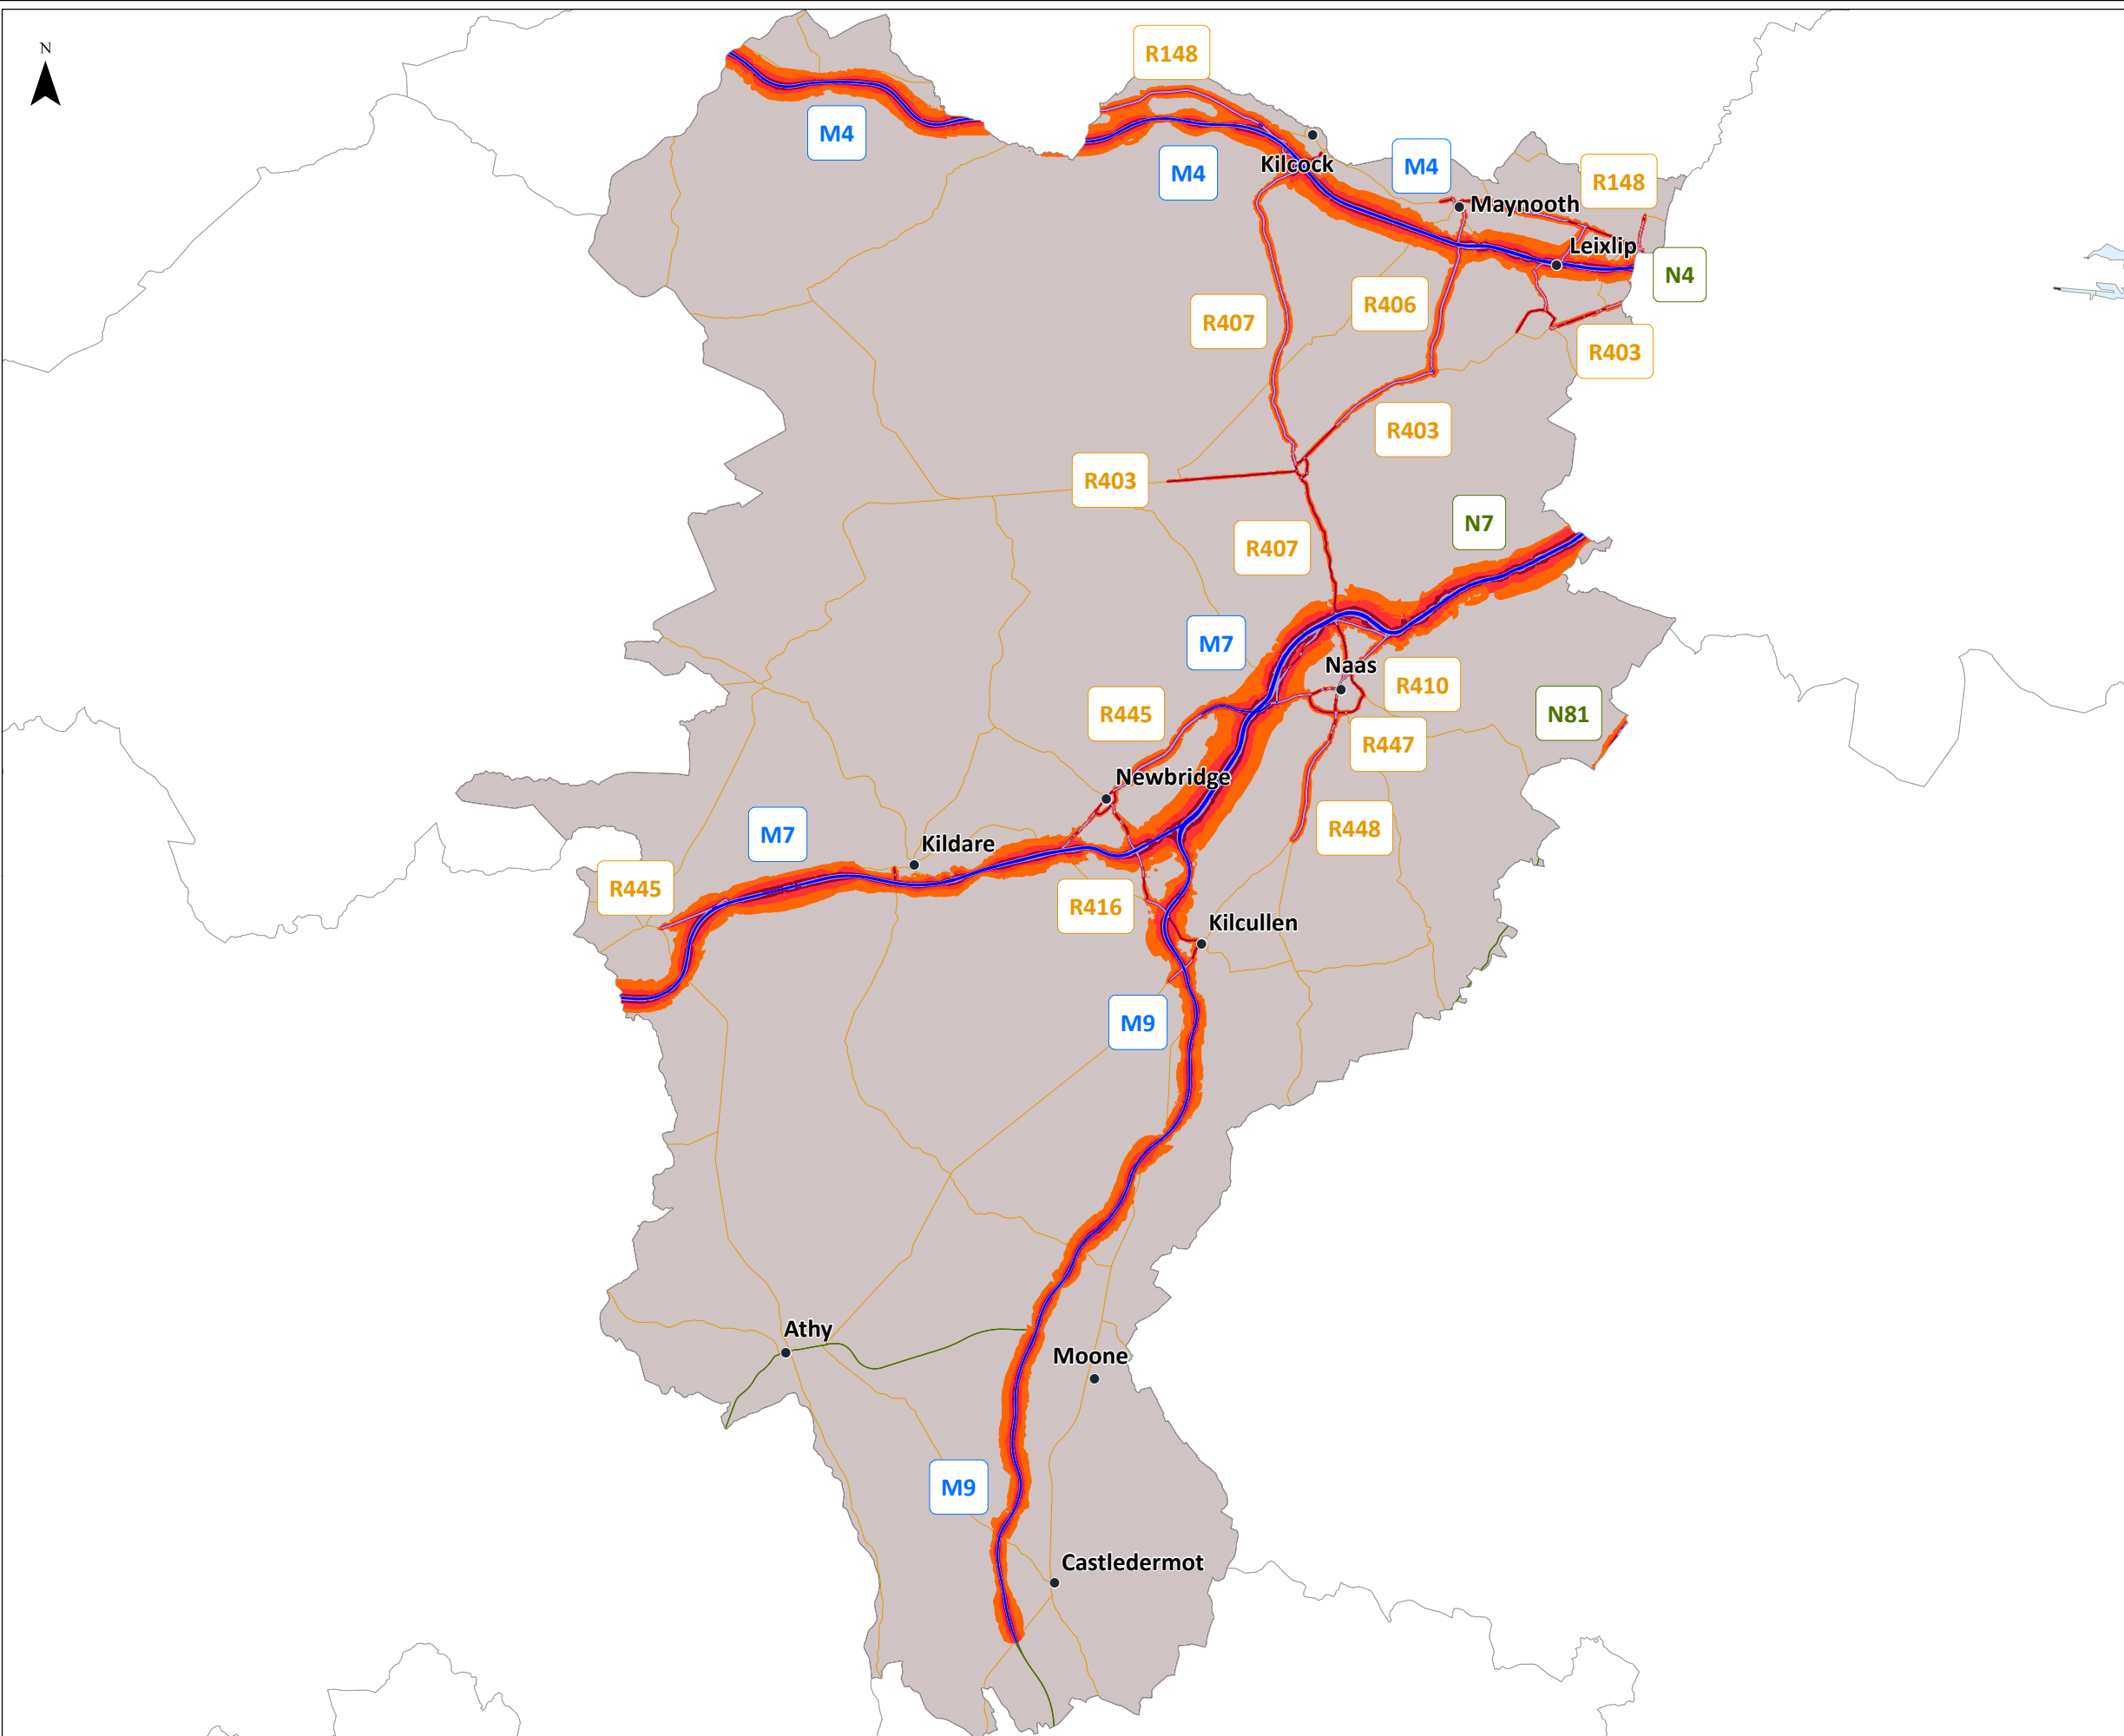 N
R148
M4
M4
Kilcock
M4
R148
Maynooth
Leixlip
N4
R407
R406
R403
R403
R403
N7
R407
M7
Naas
R410
R445
N81
R447
Newbridge
M7
R448
Kildare
R445
R416
Kilcullen
M9
Athy
Moone
M9
Castledermot